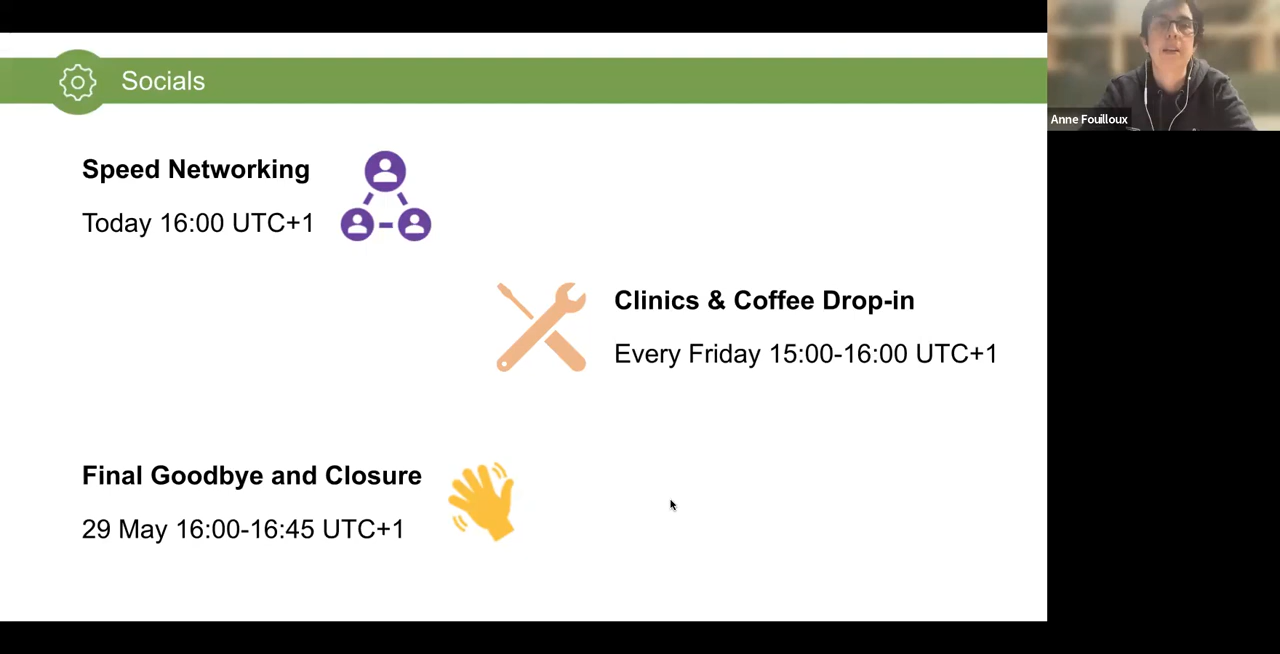 Socials
Anne Fouilloux
Speed Networking
Today 16:00 UTC+1
Clinics & Coffee Drop-in
Every Friday 15:00-16:00 UTC+1
Final Goodbye and Closure
29 May 16:00-16:45 UTC+1